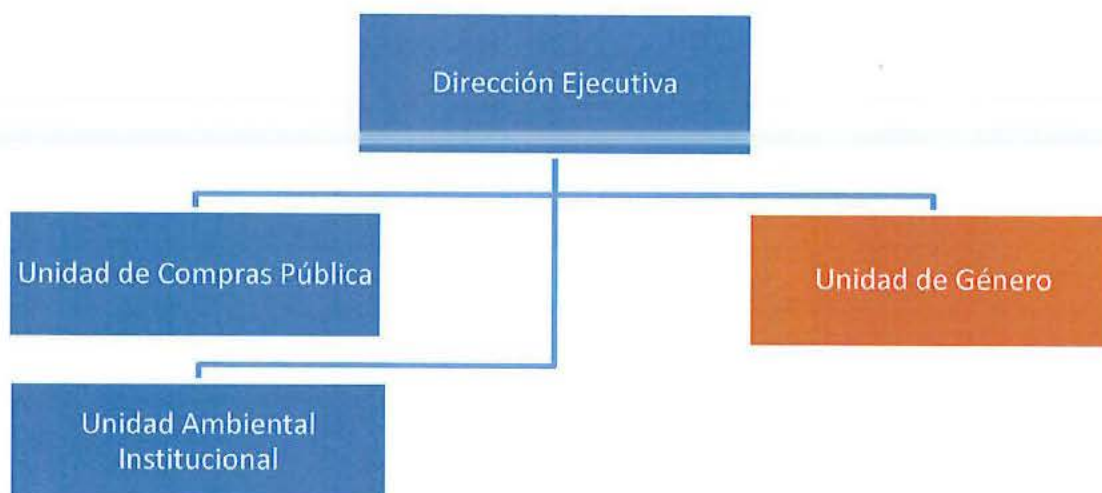 Dirección Ejecutiva
Unidad de Compras Pública
Unidad de Género
Unidad Ambiental
Institucional